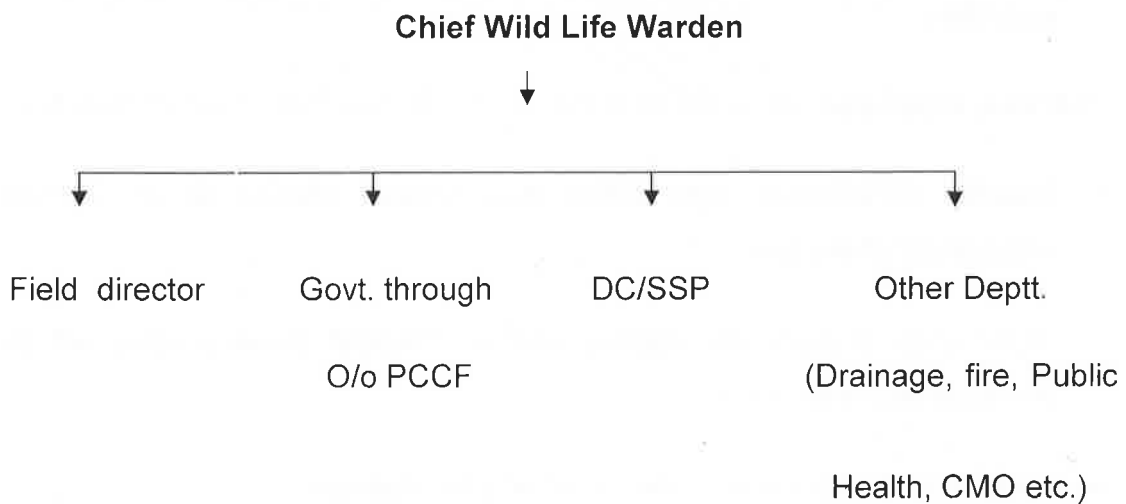 Chief Wild Life Warden
Field director Govt. through DC/SSP Other Deptt.
O/o PCCF (Drainage, fire, Public
Health, CMO etc.)